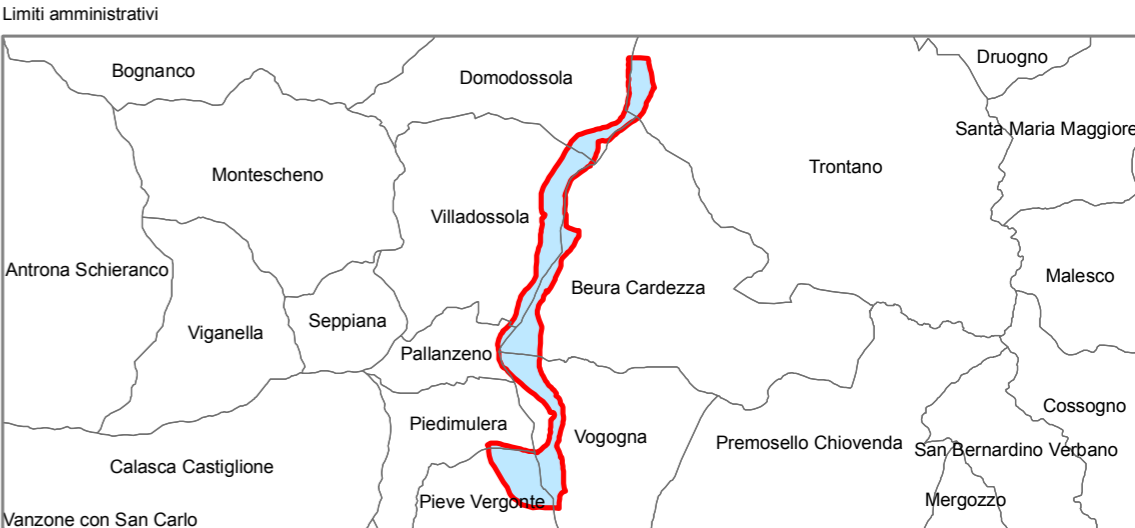 Limiti amministrativi
Druogno
Bognanco
Domodossola
Santa Maria Maggiore
Trontano
Montescheno
Villadossola
Antrona Schieranco
Malesco
Beura Cardezza
Seppiana
Viganella
Pallanzeno
Cossogno
Piedimulera
Vogogna
Premosello Chiovenda
San Bernardino Verbano
Calasca Castiglione
Pieve Vergonte
Mergozzo
Vanzone con San Carlo